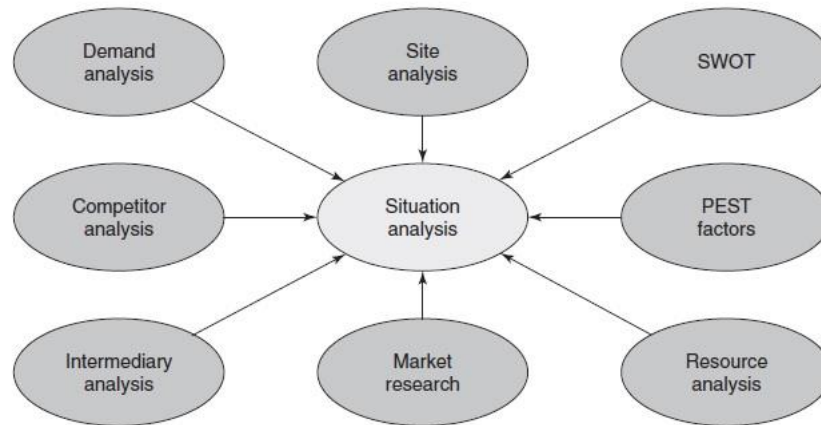 Demand
analysis
Site
analysis
SWOT
Competitor
analysis
Situation
analysis
PEST
factors
Intermediary
analysis
Market
research
Resource
analysis